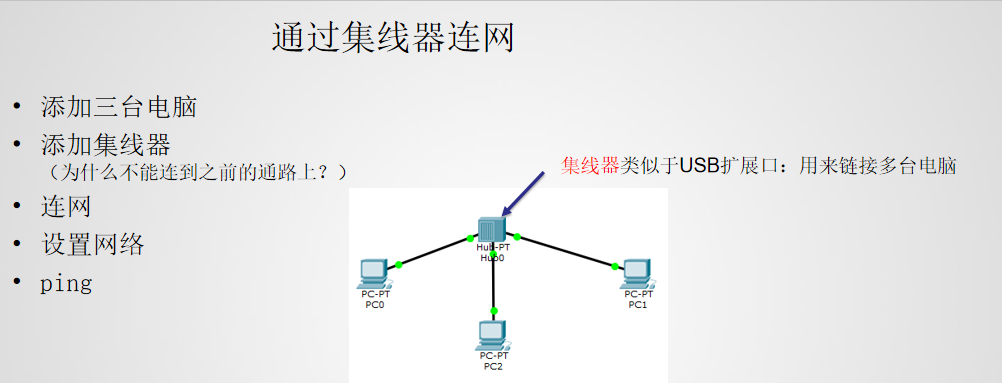 通过集线器连网
• 添加三台电脑
• 添加集线器
（为什么不能连到之前的通路上？）
• 连网
• 设置网络
• ping
集线器类似于USB扩展口：用来链接多台电脑
Hub-PT
Hub0
PC-PT
PC0
PC-PT
PC1
PC-PT
PC2